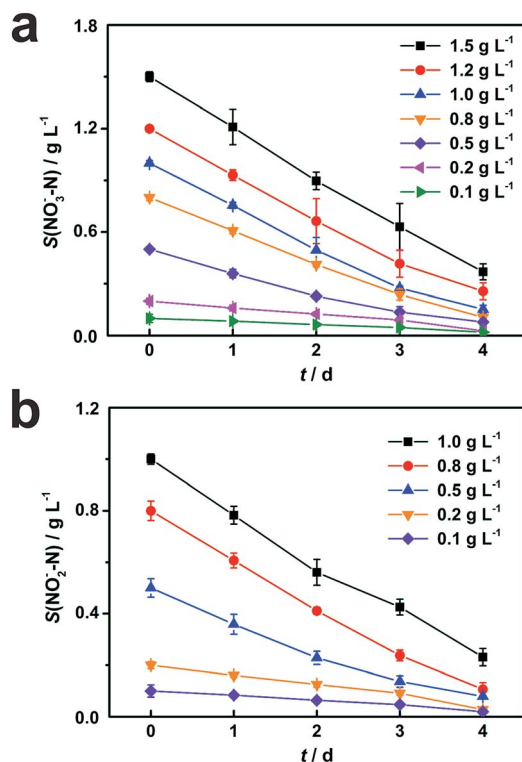 a
1.8
1.2
0.6
0.0
S(NO₃⁻-N) / g L⁻¹
1.5 g L⁻¹
1.2 g L⁻¹
1.0 g L⁻¹
0.8 g L⁻¹
0.5 g L⁻¹
0.2 g L⁻¹
0.1 g L⁻¹
0 1 2 3 4
t / d
b
1.2
0.8
0.4
0.0
S(NO₂⁻-N) / g L⁻¹
1.0 g L⁻¹
0.8 g L⁻¹
0.5 g L⁻¹
0.2 g L⁻¹
0.1 g L⁻¹
0 1 2 3 4
t / d